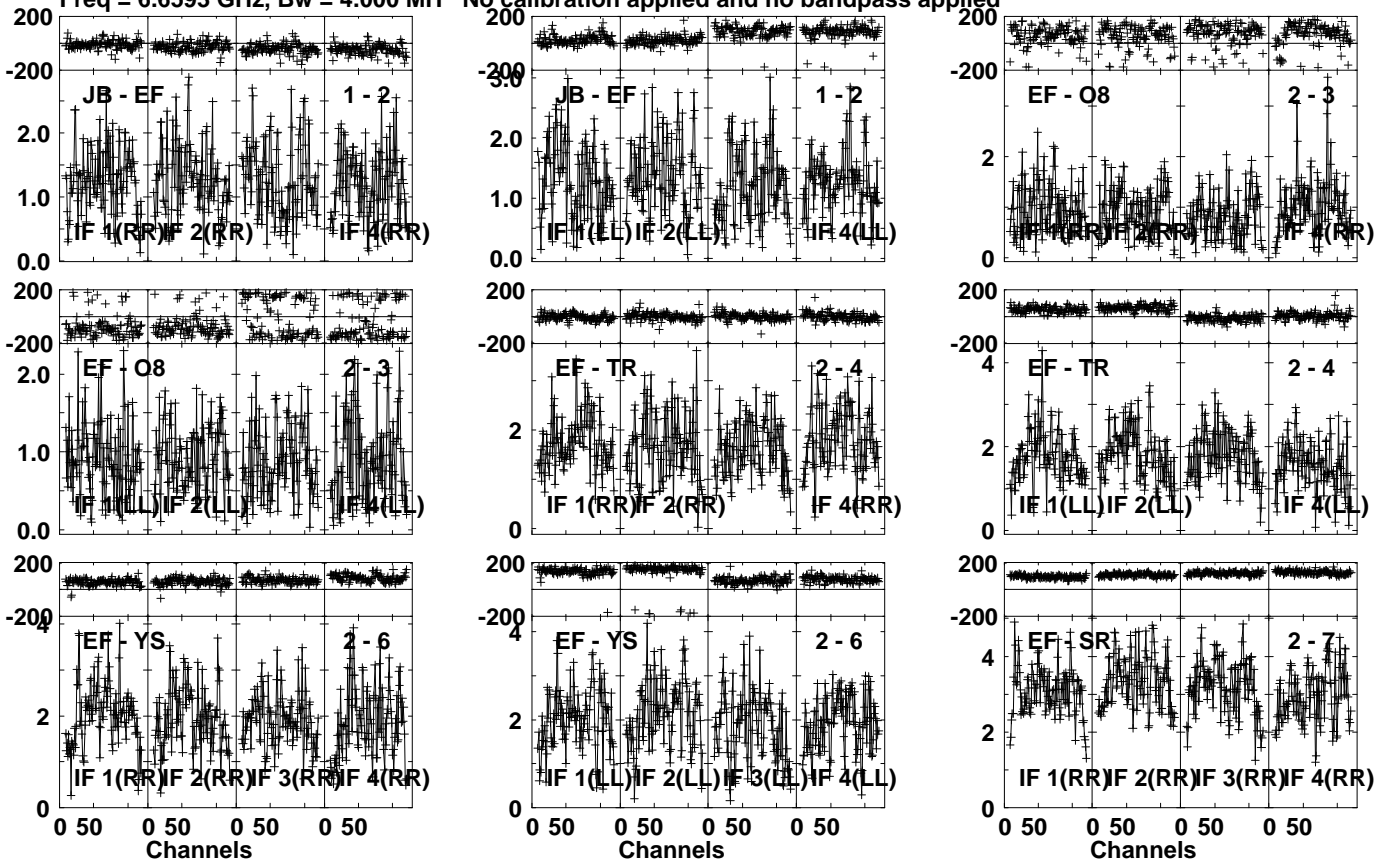 Freq = 6.6593 GHz, Bw = 4.000 MH No calibration applied and no bandpass applied
200 200 200
-200 -200 -200
3.0
JB - EF 1 - 2 JB - EF 1 - 2 EF - O8 2 - 3
2.0 2.0 2
1.0 1.0
IF 1(RR) IF 2(RR) IF 4(RR) IF 1(LL) IF 2(LL) IF 4(LL) IF 1(RR) IF 2(RR) IF 4(RR)
0.0 0.0 0
200 200 200
-200 -200 -200
2.0 4
EF - O8 2 - 3 EF - TR 2 - 4 EF - TR 2 - 4
1.0 2 2
IF 1(LL) IF 2(LL) IF 4(LL) IF 1(RR) IF 2(RR) IF 4(RR) IF 1(LL) IF 2(LL) IF 4(LL)
0.0 0 0
200 200 200
-200 -200 -200
4 4
EF - YS 2 - 6 EF - YS 2 - 6 EF - SR 2 - 7
4
2 2 2
IF 1(RR) IF 2(RR) IF 3(RR) IF 4(RR) IF 1(LL) IF 2(LL) IF 3(LL) IF 4(LL) IF 1(RR) IF 2(RR) IF 3(RR) IF 4(RR)
0 0 0
0 50 0 50 0 50 0 50 0 50 0 50 0 50 0 50 0 50 0 50 0 50 0 50
Channels Channels Channels